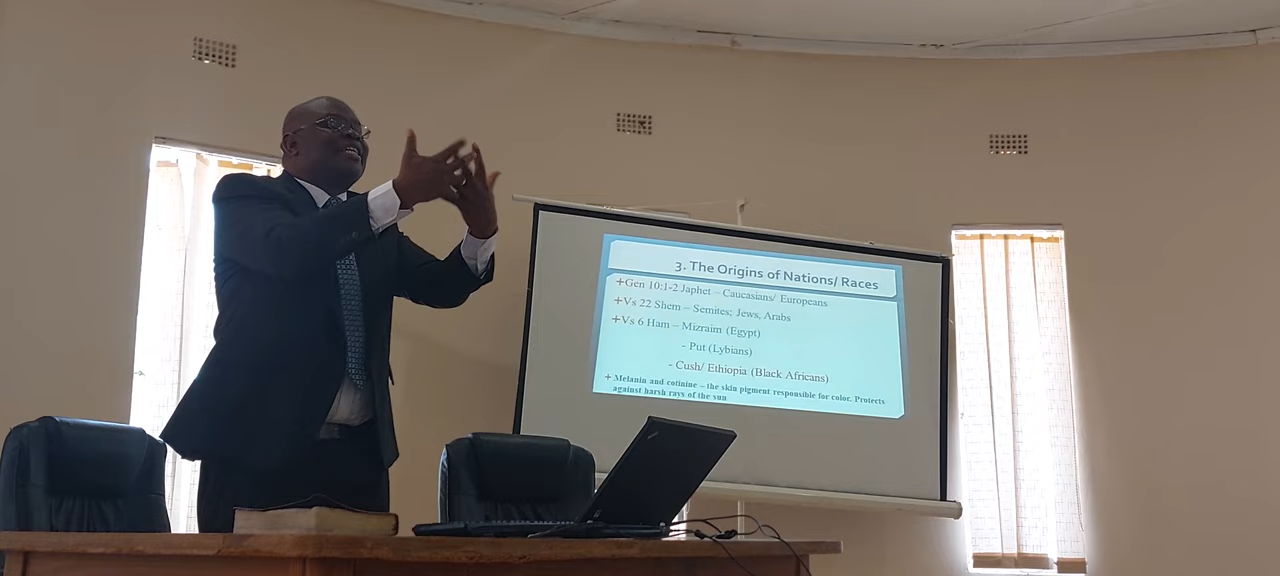 3. The Origins of Nations/ Races
+Gen 10:1-2 Japheth – Caucasians/ Europeans
+Vs 22 Shem – Semites; Jews, Arabs
+Vs 6 Ham – Mizraim (Egypt)
- Put (Lybians)
- Cush/ Ethiopia (Black Africans)
+ Melanin and cotinine – the skin pigment responsible for color. Protects
against harsh rays of the sun